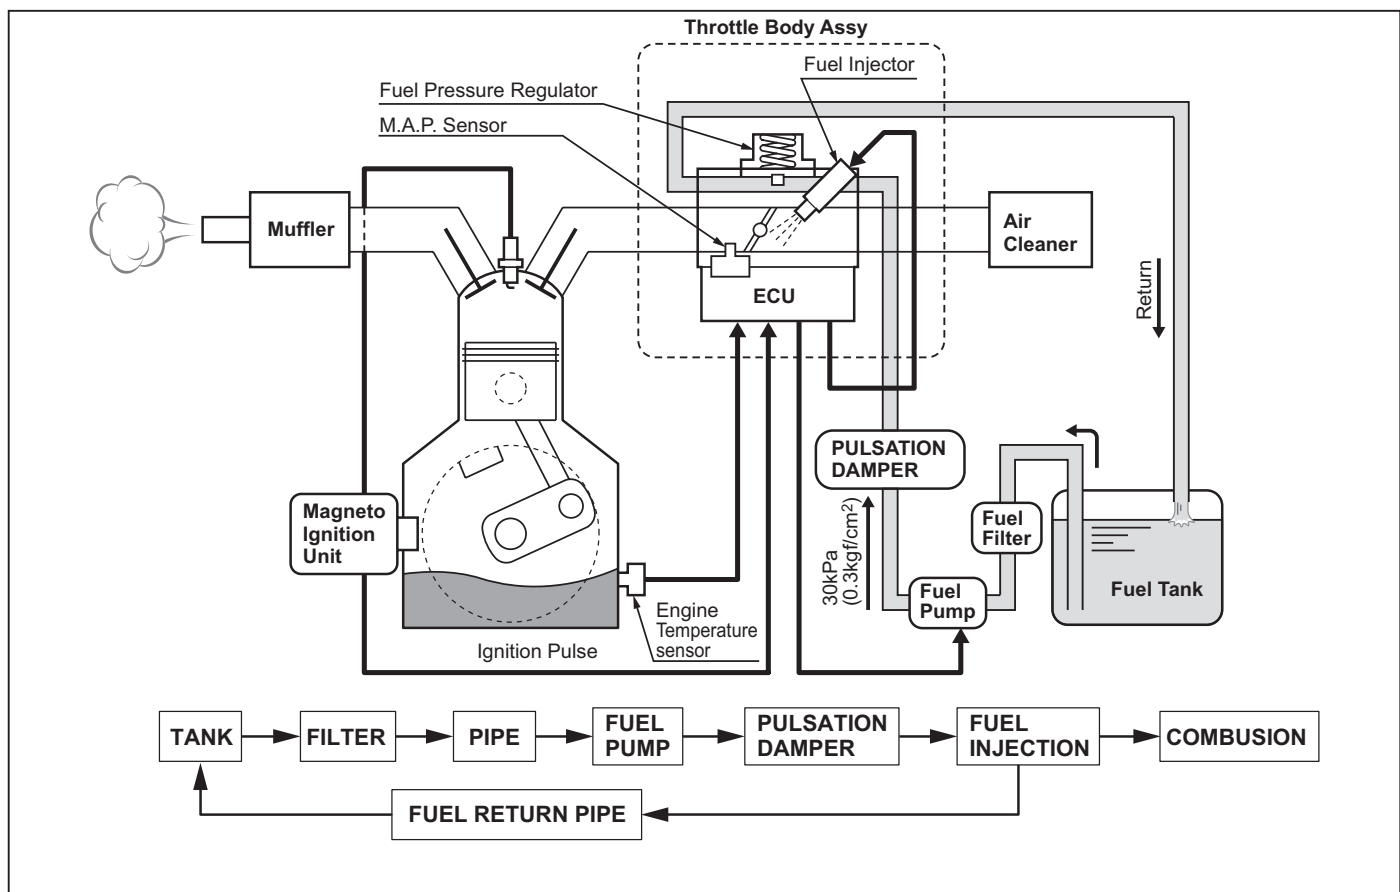 Throttle Body Assy
Fuel Injector
Fuel Pressure Regulator
M.A.P. Sensor
Muffler
Air
Cleaner
ECU
Return
PULSATION
DAMPER
Magneto
Ignition
Unit
Fuel
Filter
30kPa
(0.3kgf/cm²)
Fuel
Pump
Fuel Tank
Engine
Temperature
sensor
Ignition Pulse
TANK
FILTER
PIPE
FUEL
PUMP
PULSATION
DAMPER
FUEL
INJECTION
COMBUSION
FUEL RETURN PIPE